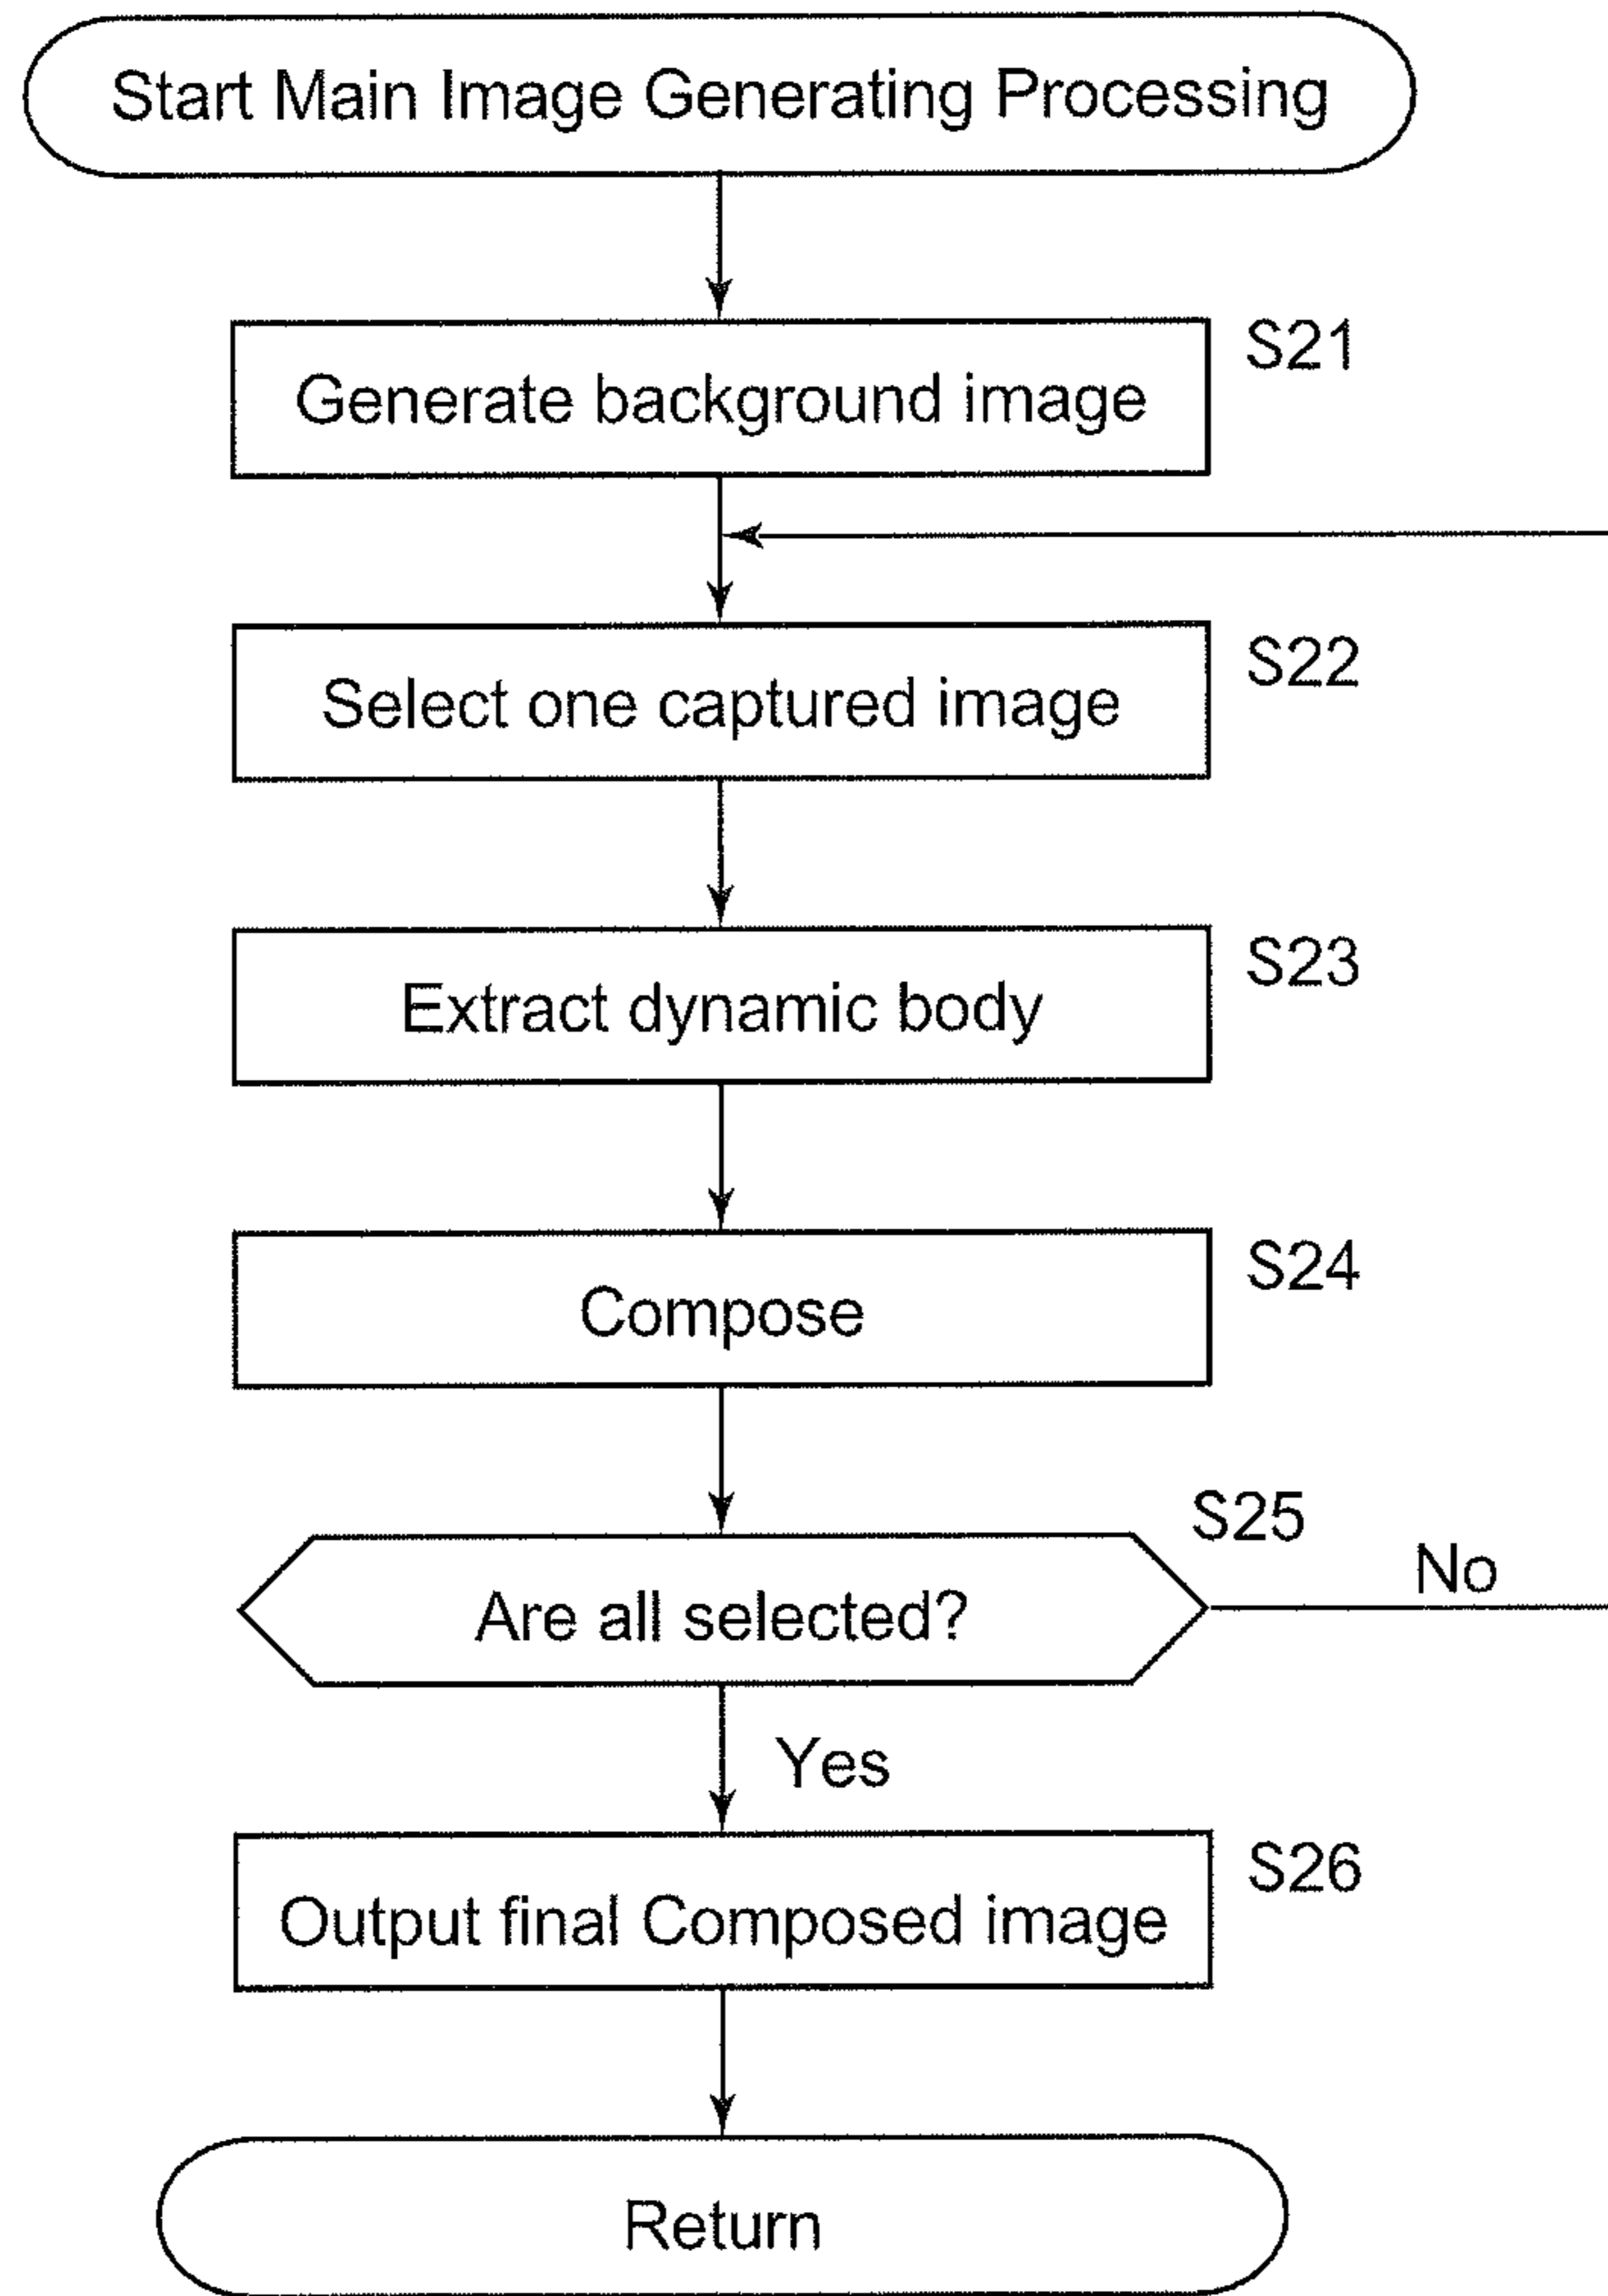 Start Main Image Generating Processing
S21
Generate background image
S22
Select one captured image
S23
Extract dynamic body
S24
Compose
S25
Are all selected?
No
Yes
S26
Output final Composed image
Return